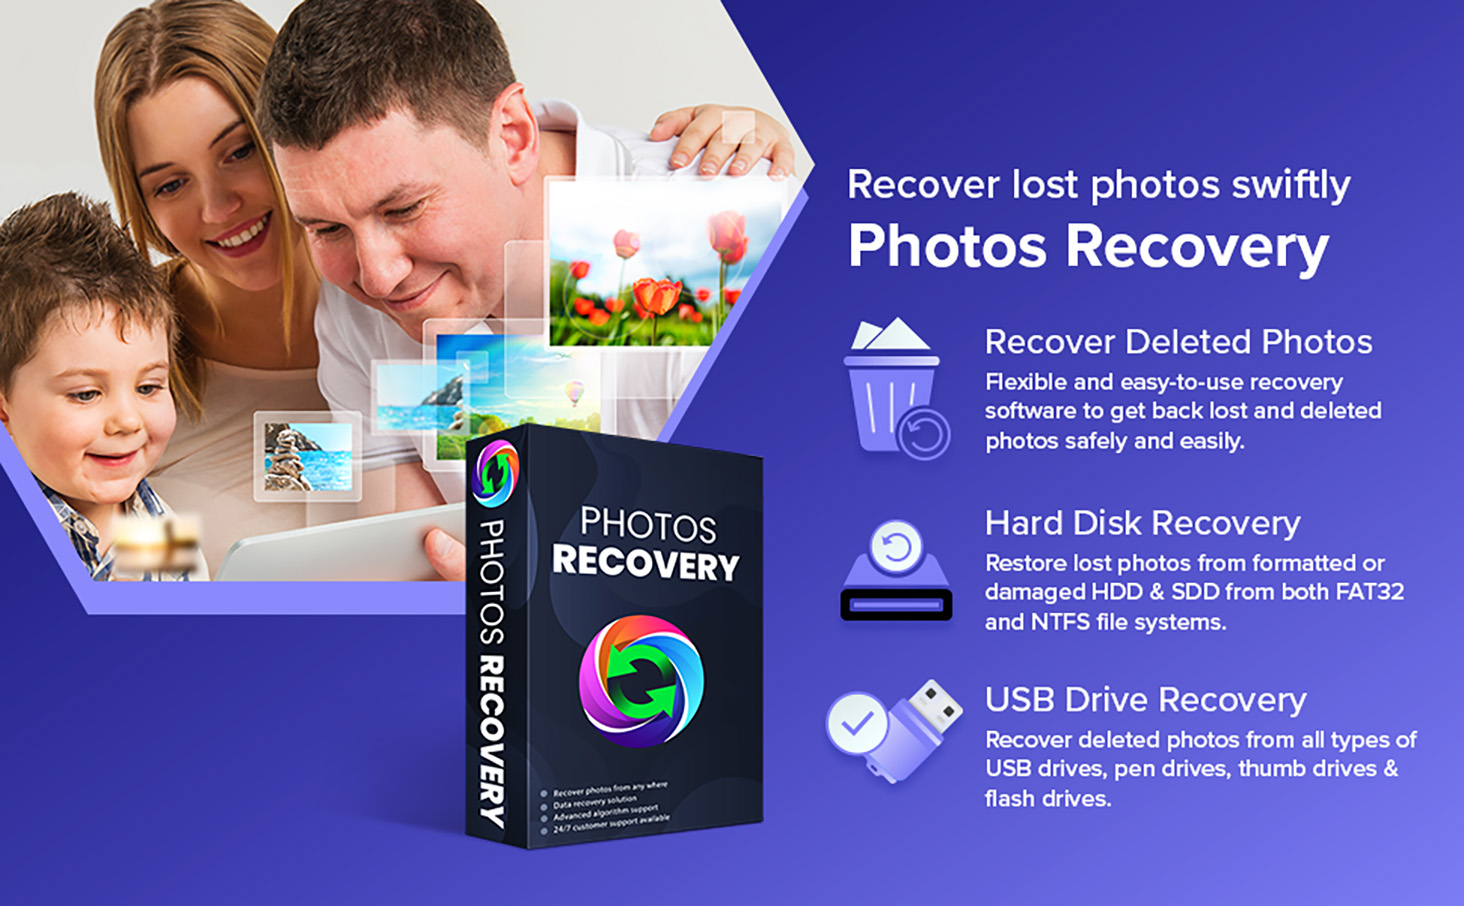 Recover lost photos swiftly
Photos Recovery
Recover Deleted Photos
Flexible and easy-to-use recovery
software to get back lost and deleted
photos safely and easily.
Hard Disk Recovery
Restore lost photos from formatted or
damaged HDD & SDD from both FAT32
and NTFS file systems.
USB Drive Recovery
Recover deleted photos from all types of
USB drives, pen drives, thumb drives &
flash drives.
PHOTOS RECOVERY
PHOTOS
RECOVERY
Recover photos from any where
Data recovery solution
Advanced algorithm support
24/7 customer support available